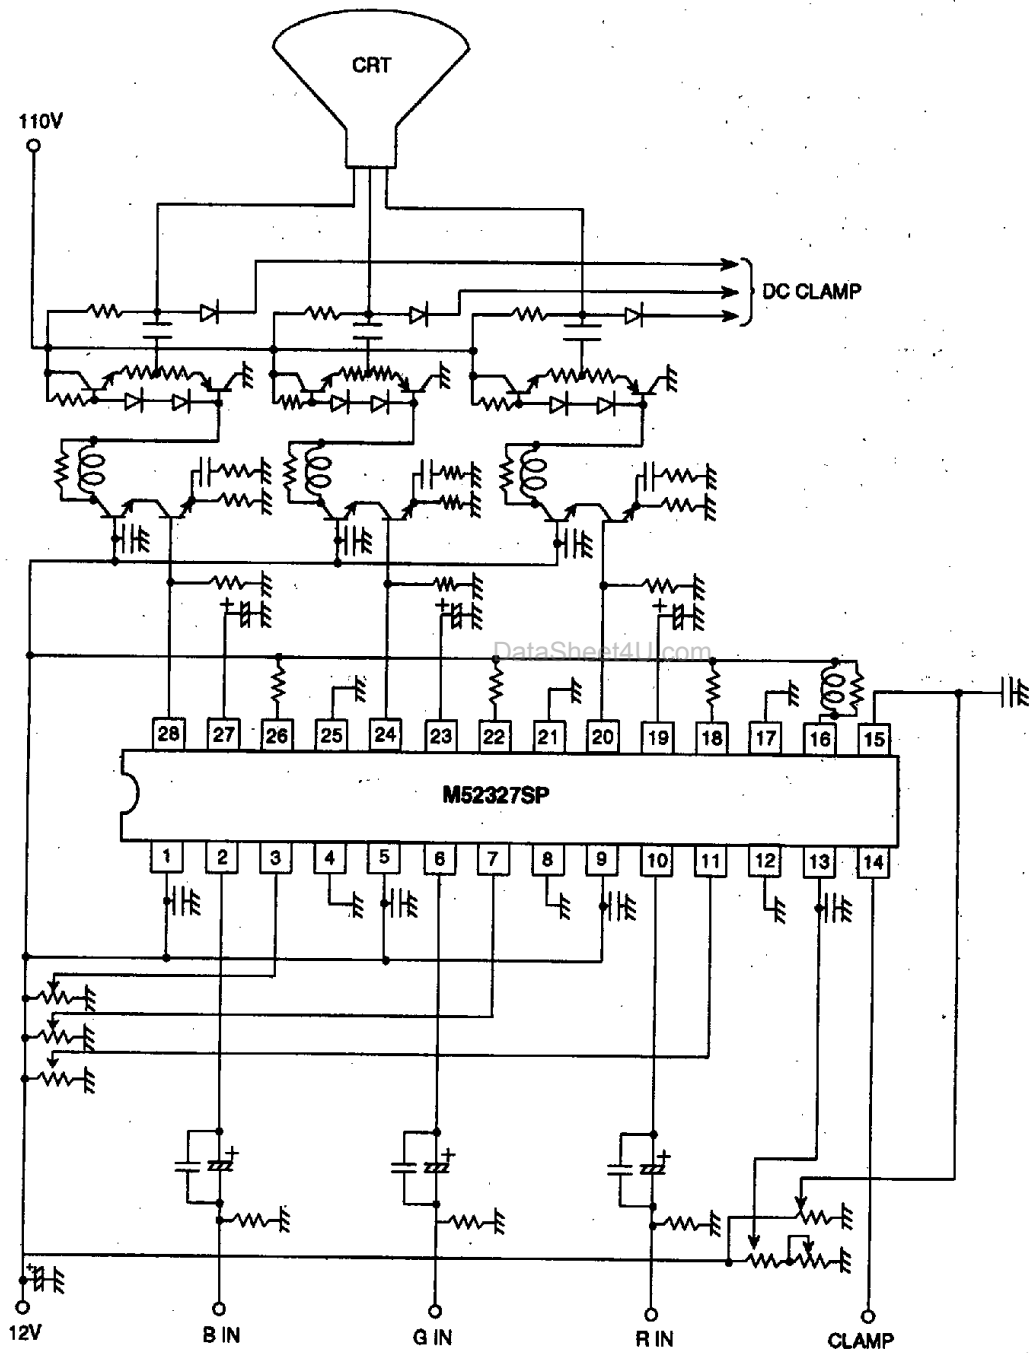 CRT
110V
DC CLAMP
+ + +
DataSheet4U.com
28 27 26 25 24 23 22 21 20 19 18 17 16 15
M52327SP
1 2 3 4 5 6 7 8 9 10 11 12 13 14
+ + +
+
12V B IN G IN R IN CLAMP